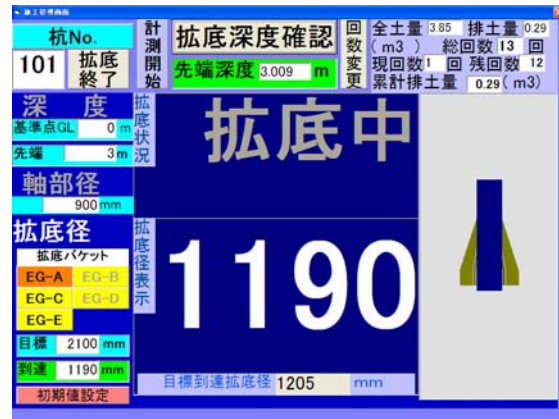 施工管理画面
杭No.
101
拡底終了
計測開始
拡底深度確認
先端深度 3.009 m
回数変更
全土量 3.85 排土量 0.29
( m3 ) 総回数 13 回
現回数 1 回 残回数 12
累計排土量 0.29 ( m3)
深 度
基準点GL 0 m
先端 3 m
軸部径
900 mm
拡底径
拡底バケット
EG-A EG-B
EG-C EG-D
EG-E
目標 2100 mm
到達 1190 mm
初期値設定
拡底状況
拡底中
拡底径表示
1190
目標到達拡底径 1205 mm